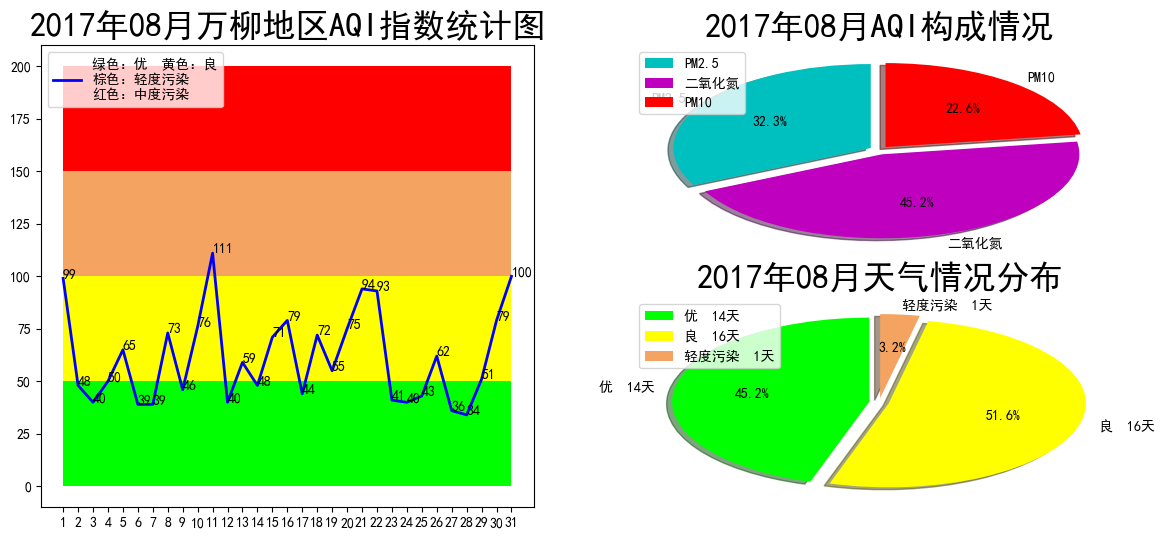 2017年08月万柳地区AQI指数统计图
绿色：优　黄色：良
棕色：轻度污染
红色：中度污染
200
175
150
125
100
75
50
25
0
99
48
40
50
65
39
39
73
46
76
111
40
59
48
71
79
44
72
55
75
94
93
41
40
43
62
36
34
51
79
100
1 2 3 4 5 6 7 8 9 10 11 12 13 14 15 16 17 18 19 20 21 22 23 24 25 26 27 28 29 30 31
2017年08月AQI构成情况
PM2.5
二氧化氮
PM10
PM2.5
PM10
32.3%
22.6%
45.2%
二氧化氮
2017年08月天气情况分布
优　14天
良　16天
轻度污染　1天
轻度污染　1天
3.2%
优　14天
45.2%
51.6%
良　16天